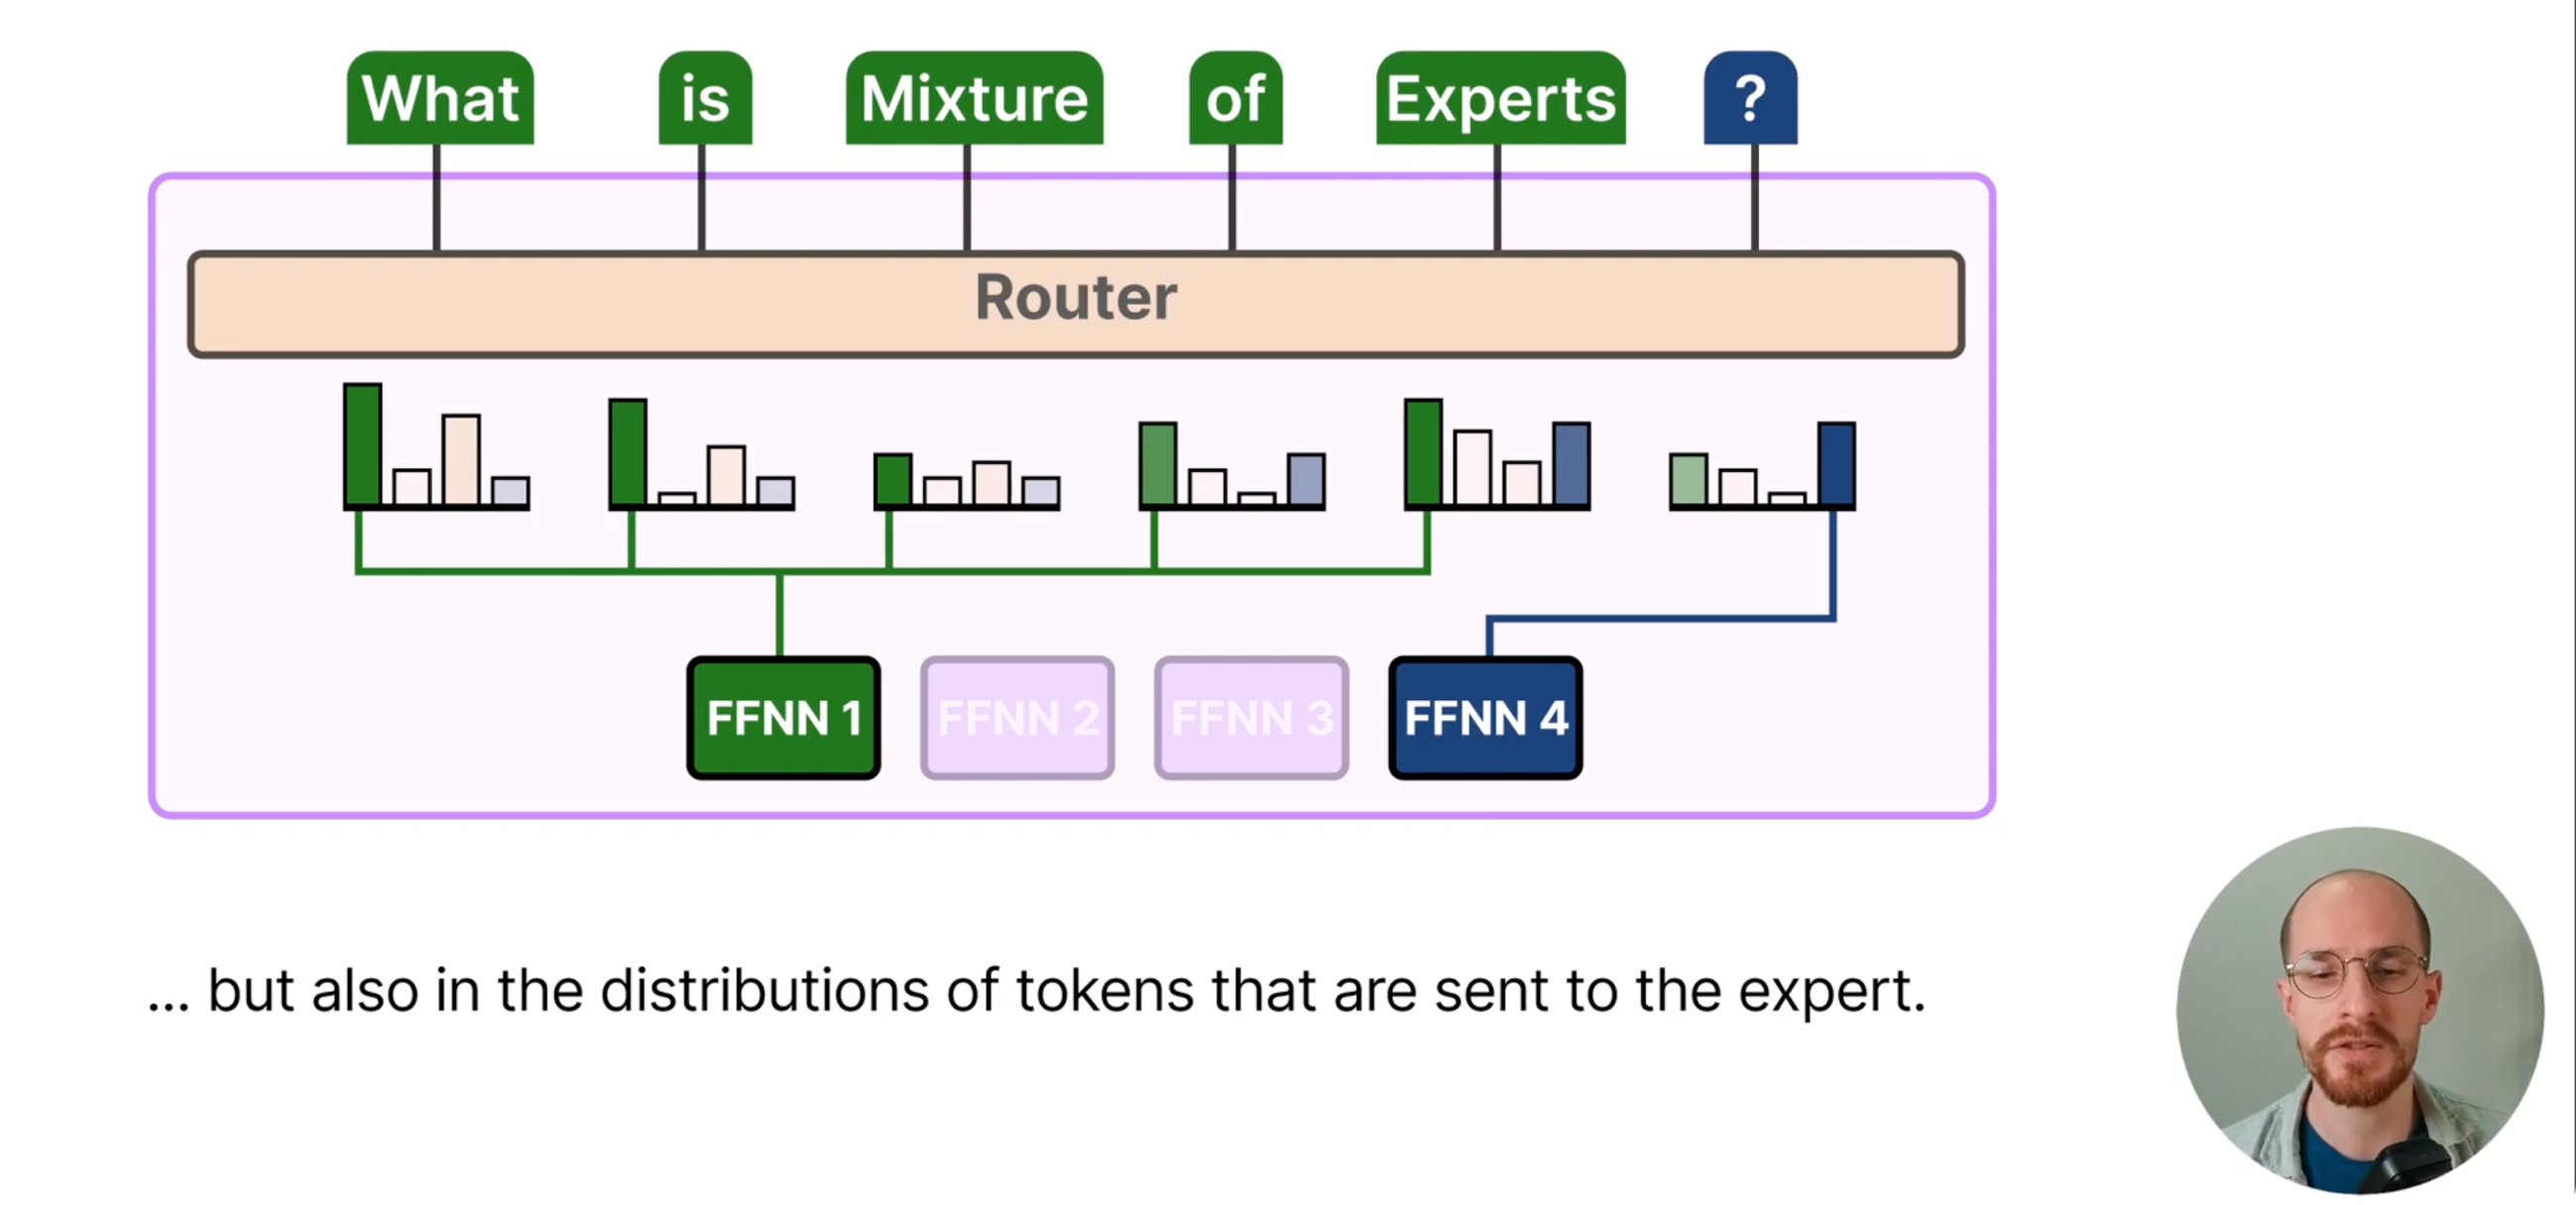 What is Mixture of Experts ?
Router
FFNN 1 FFNN 2 FFNN 3 FFNN 4
... but also in the distributions of tokens that are sent to the expert.